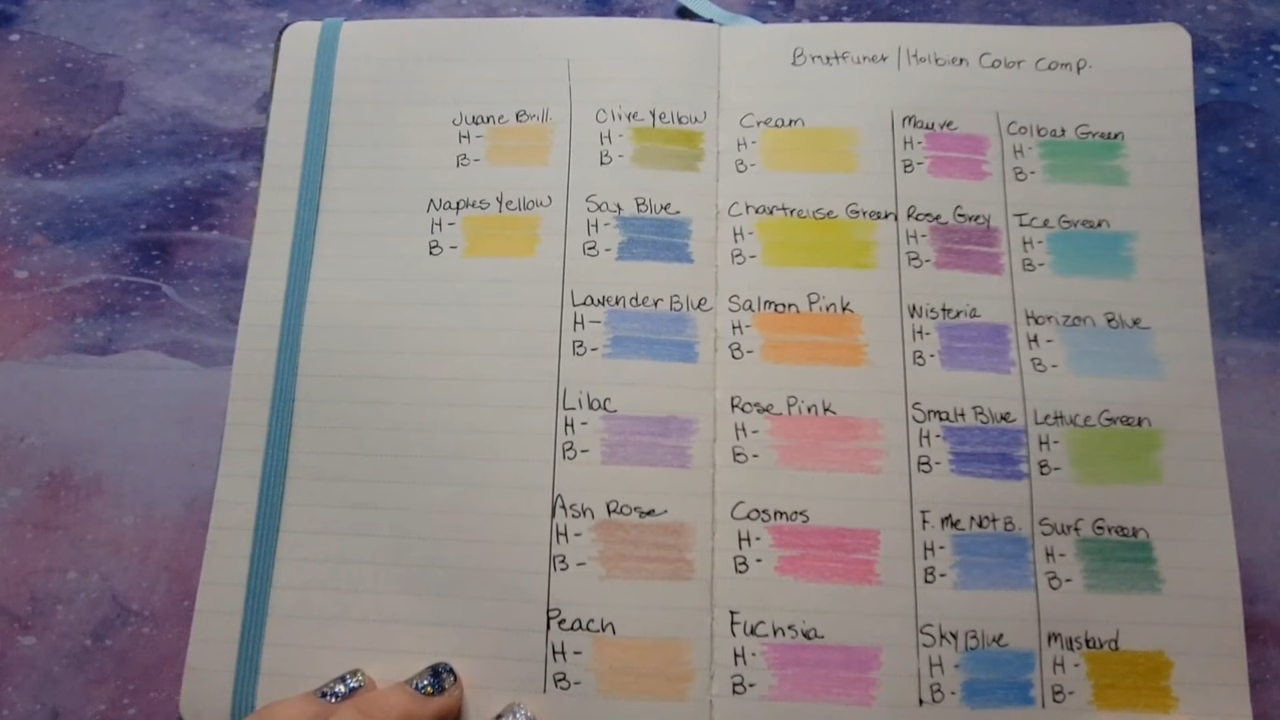 Brutfuner/Holbien Color Comp.
Juane Brill.
H-
B-
Naples Yellow
H-
B-
Olive Yellow
H-
B-
Sax Blue
H-
B-
Lavender Blue
H-
B-
Lilac
H-
B-
Ash Rose
H-
B-
Peach
H-
B-
Cream
H-
B-
Chartreuse Green
H-
B-
Salmon Pink
H-
B-
Rose Pink
H-
B-
Cosmos
H-
B-
Fuchsia
H-
B-
Mauve
H-
B-
Rose Grey
H-
B-
Wisteria
H-
B-
Smalt Blue
H-
B-
F. Me Not B.
H-
B-
Sky Blue
H
B-
Colbat Green
H-
B-
Ice Green
H-
B-
Horizon Blue
H-
B-
Lettuce Green
H-
B-
Surf Green
H-
B-
Mustard
H-
B-